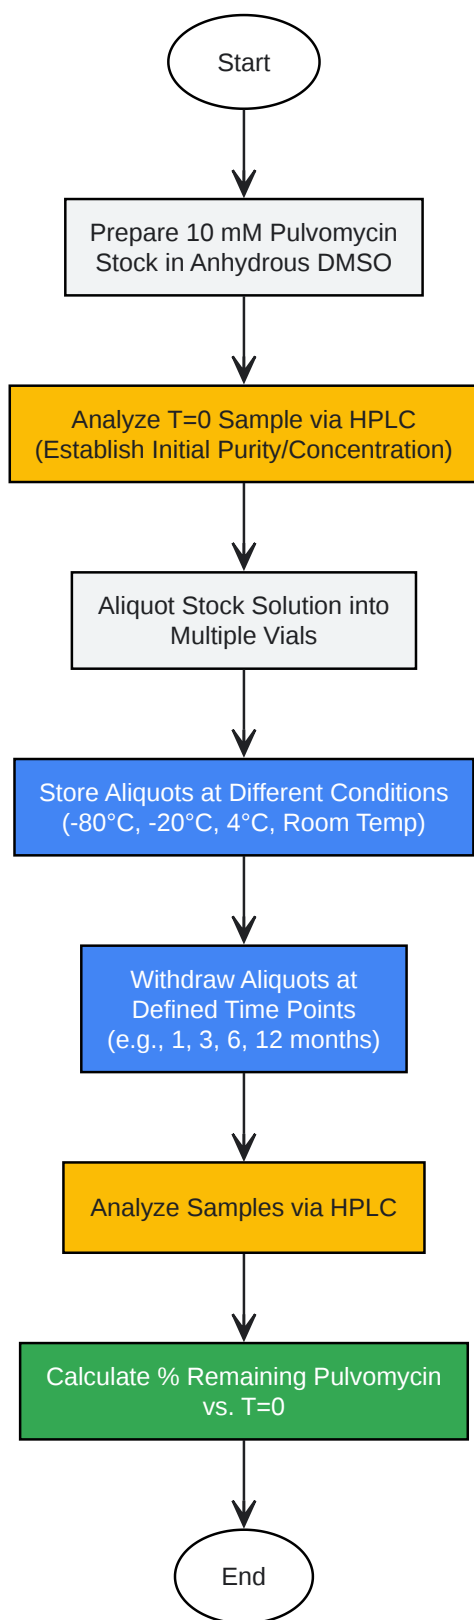 Start
Prepare 10 mM Pulvomycin
Stock in Anhydrous DMSO
Analyze T=0 Sample via HPLC
(Establish Initial Purity/Concentration)
Aliquot Stock Solution into
Multiple Vials
Store Aliquots at Different Conditions
(-80°C, -20°C, 4°C, Room Temp)
Withdraw Aliquots at
Defined Time Points
(e.g., 1, 3, 6, 12 months)
Analyze Samples via HPLC
Calculate % Remaining Pulvomycin
vs. T=0
End